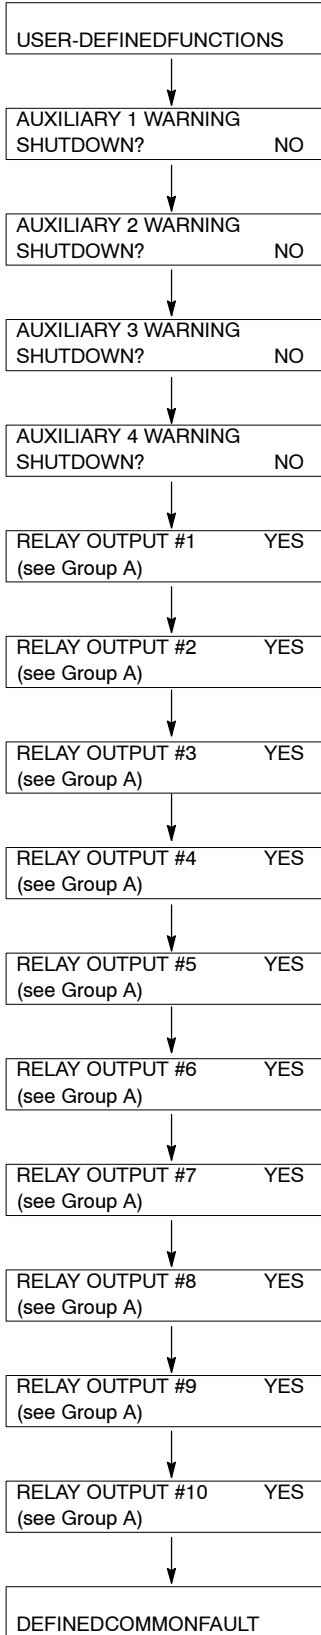 USER-DEFINEDFUNCTIONS
AUXILIARY 1 WARNING
SHUTDOWN? NO
AUXILIARY 2 WARNING
SHUTDOWN? NO
AUXILIARY 3 WARNING
SHUTDOWN? NO
AUXILIARY 4 WARNING
SHUTDOWN? NO
RELAY OUTPUT #1 YES
(see Group A)
RELAY OUTPUT #2 YES
(see Group A)
RELAY OUTPUT #3 YES
(see Group A)
RELAY OUTPUT #4 YES
(see Group A)
RELAY OUTPUT #5 YES
(see Group A)
RELAY OUTPUT #6 YES
(see Group A)
RELAY OUTPUT #7 YES
(see Group A)
RELAY OUTPUT #8 YES
(see Group A)
RELAY OUTPUT #9 YES
(see Group A)
RELAY OUTPUT #10 YES
(see Group A)
DEFINEDCOMMONFAULT